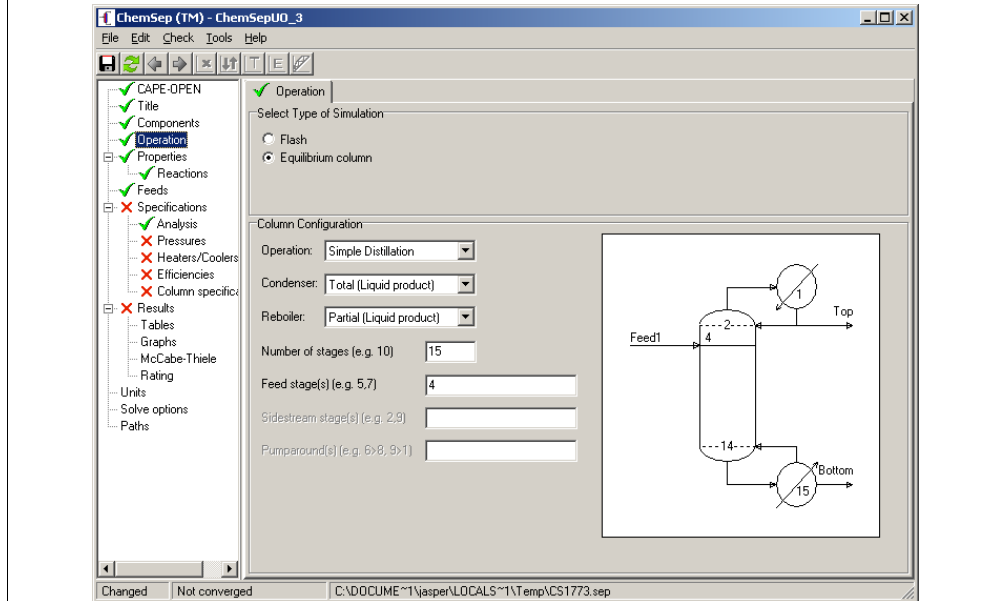 ChemSep (TM) - ChemSepUO_3
File Edit Check Tools Help
T E
CAPE-OPEN
Title
Components
Operation
Properties
Reactions
Feeds
Specifications
Analysis
Pressures
Heaters/Coolers
Efficiencies
Column specifica
Results
Tables
Graphs
McCabe-Thiele
Rating
Units
Solve options
Paths
Operation
Select Type of Simulation
Flash
Equilibrium column
Column Configuration
Operation: Simple Distillation
Condenser: Total (Liquid product)
Reboiler: Partial (Liquid product)
Number of stages (e.g. 10) 15
Feed stage(s) (e.g. 5,7) 4
Sidestream stage(s) (e.g. 2,9)
Pumparound(s) (e.g. 6>8, 9>1)
1
Top
2
Feed1
4
14
Bottom
15
Changed Not converged C:\DOCUME~1\jasper\LOCALS~1\Temp\CS1773.sep